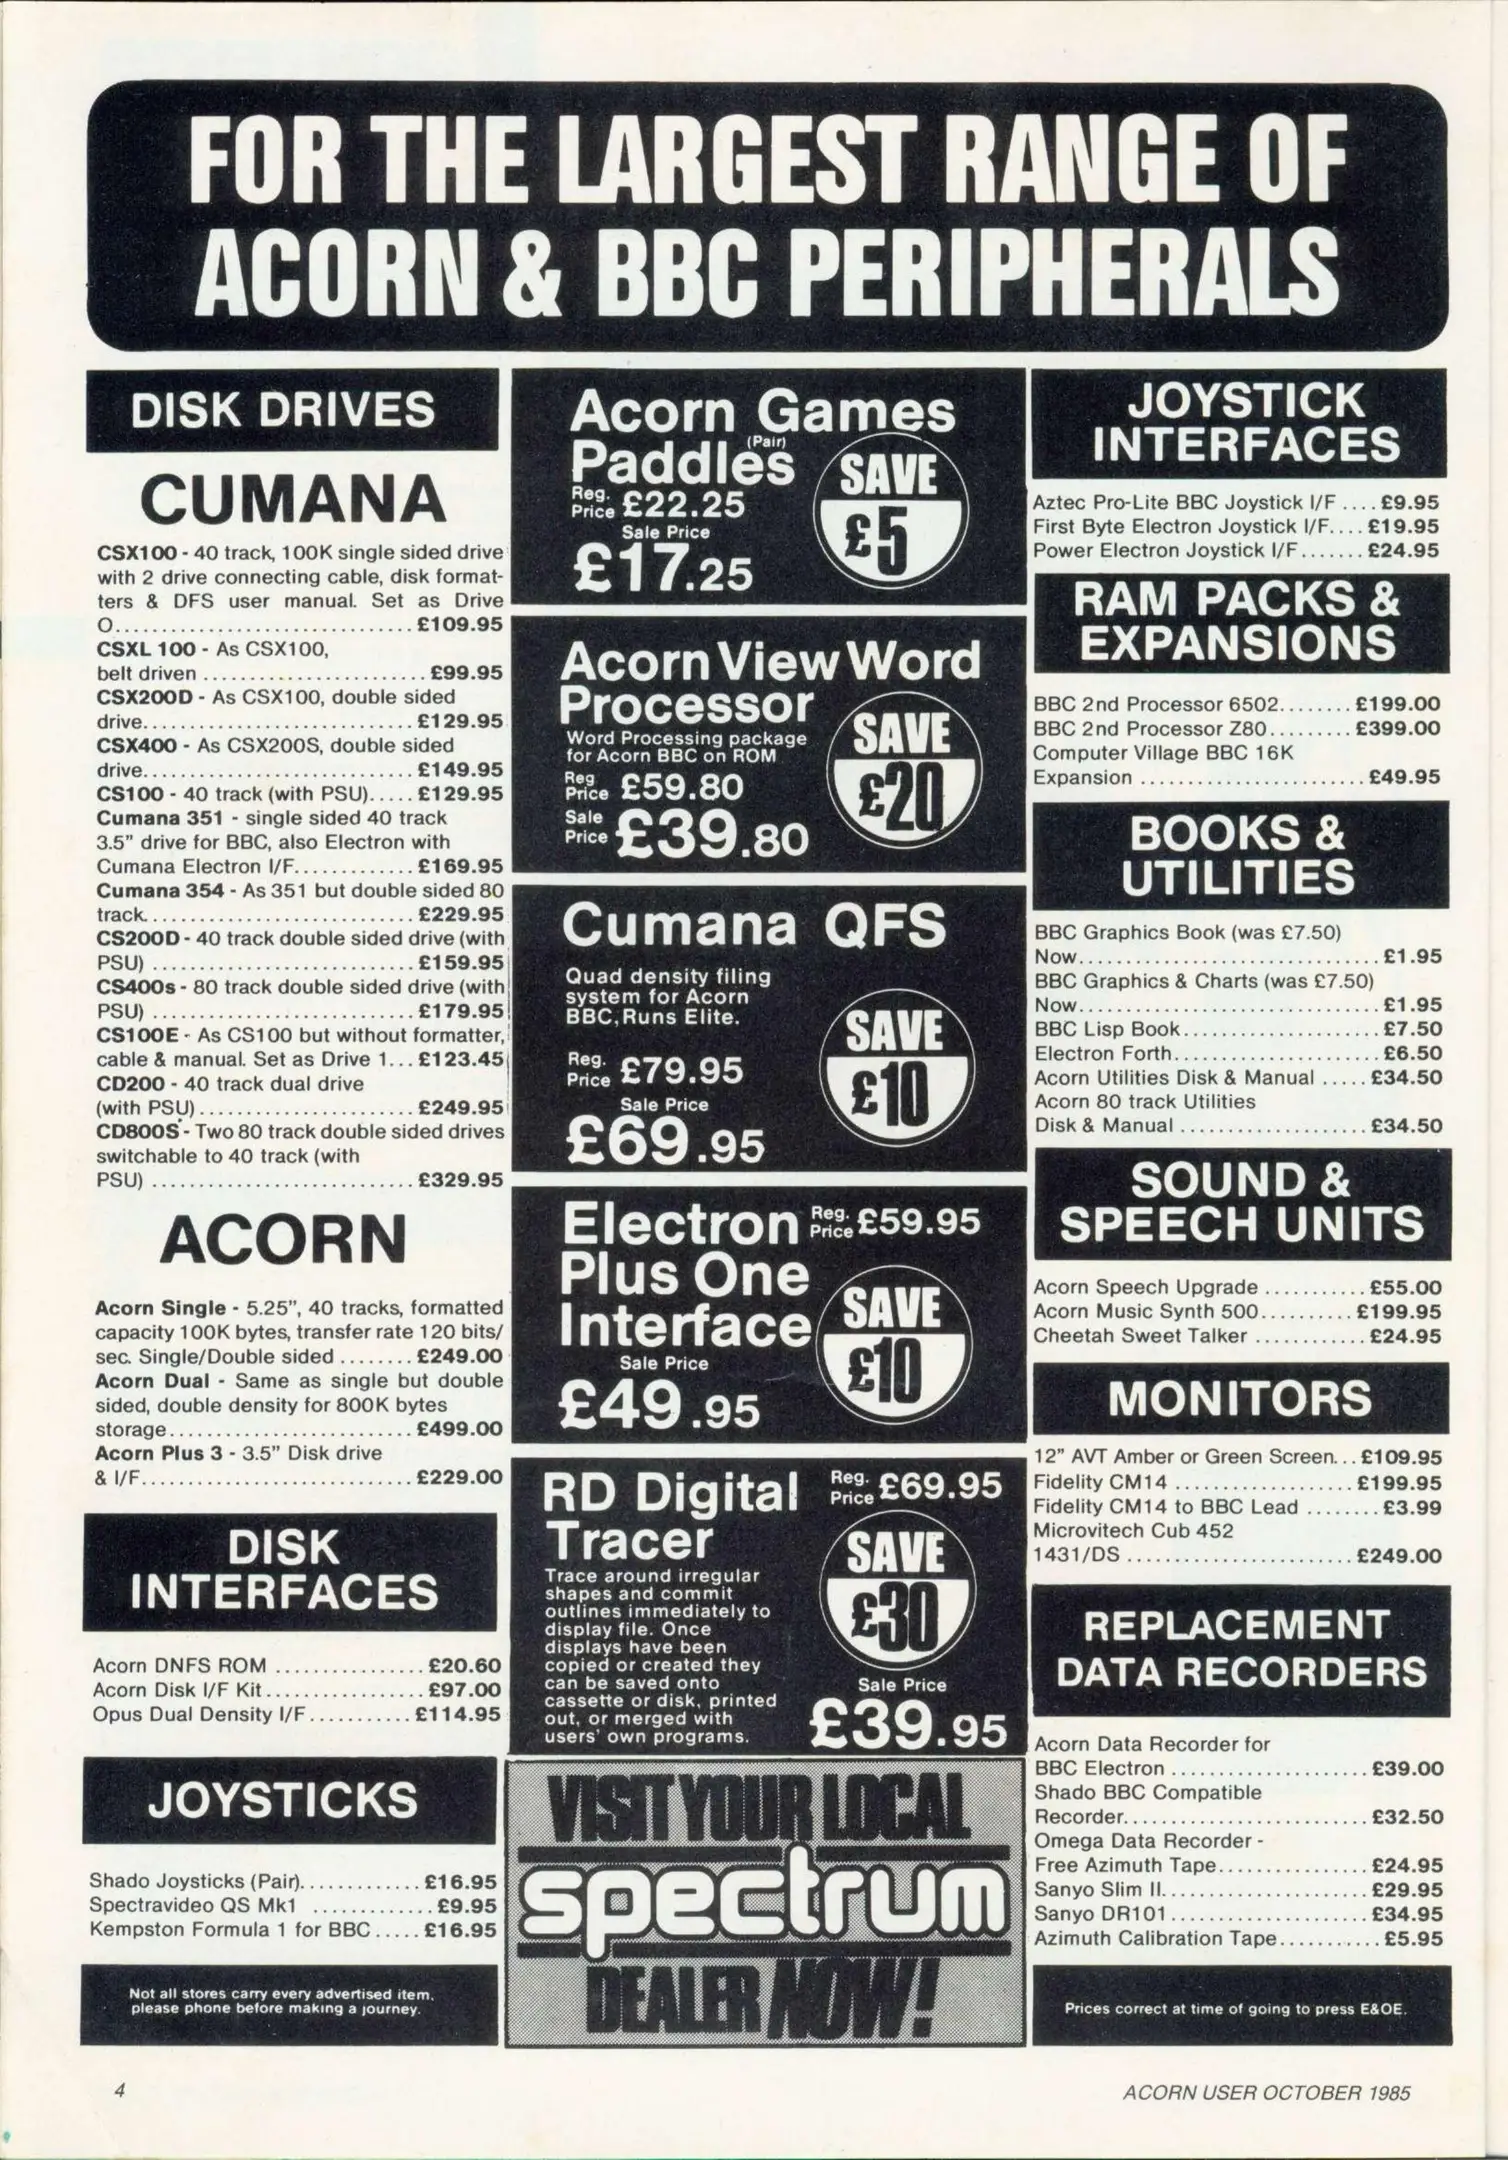 FOR THE LARGEST RANGE OF
ACORN & BBC PERIPHERALS
DISK DRIVES
CUMANA
CSX100 - 40 track, 100K single sided drive
with 2 drive connecting cable, disk format-
ters & DFS user manual. Set as Drive
O................................ £109.95
CSXL 100 - As CSX100,
belt driven ........................ £99.95
CSX200D - As CSX100, double sided
drive............................. £129.95
CSX400 - As CSX200S, double sided
drive............................. £149.95
CS100 - 40 track (with PSU)..... £129.95
Cumana 351 - single sided 40 track
3.5" drive for BBC, also Electron with
Cumana Electron I/F............. £169.95
Cumana 354 - As 351 but double sided 80
track............................. £229.95
CS200D - 40 track double sided drive (with
PSU) ............................ £159.95
CS400s - 80 track double sided drive (with
PSU) ............................ £179.95
CS100E - As CS100 but without formatter,
cable & manual. Set as Drive 1... £123.45
CD200 - 40 track dual drive
(with PSU)....................... £249.95
CD800S - Two 80 track double sided drives
switchable to 40 track (with
PSU) ............................ £329.95
ACORN
Acorn Single - 5.25", 40 tracks, formatted
capacity 100K bytes, transfer rate 120 bits/
sec. Single/Double sided ........ £249.00
Acorn Dual - Same as single but double
sided, double density for 800K bytes
storage.......................... £499.00
Acorn Plus 3 - 3.5" Disk drive
& I/F............................. £229.00
DISK
INTERFACES
Acorn DNFS ROM ................ £20.60
Acorn Disk I/F Kit................. £97.00
Opus Dual Density I/F........... £114.95
JOYSTICKS
Shado Joysticks (Pair)............. £16.95
Spectravideo QS Mk1 ............. £9.95
Kempston Formula 1 for BBC ..... £16.95
Not all stores carry every advertised item,
please phone before making a journey.
Acorn Games
Paddles (Pair)
Reg.
Price £22.25
Sale Price
£17.25
SAVE
£5
Acorn View Word
Processor
Word Processing package
for Acorn BBC on ROM
Reg
Price £59.80
Sale
Price £39.80
SAVE
£20
Cumana QFS
Quad density filing
system for Acorn
BBC, Runs Elite.
Reg.
Price £79.95
Sale Price
£69.95
SAVE
£10
Electron Reg. Price £59.95
Plus One
Interface
Sale Price
£49.95
SAVE
£10
RD Digital Reg. Price £69.95
Tracer
Trace around irregular
shapes and commit
outlines immediately to
display file. Once
displays have been
copied or created they
can be saved onto
cassette or disk, printed
out, or merged with
users' own programs.
SAVE
£30
Sale Price
£39.95
VISIT YOUR LOCAL
spectrum
DEALER NOW!
JOYSTICK
INTERFACES
Aztec Pro-Lite BBC Joystick I/F .... £9.95
First Byte Electron Joystick I/F.... £19.95
Power Electron Joystick I/F....... £24.95
RAM PACKS &
EXPANSIONS
BBC 2nd Processor 6502........ £199.00
BBC 2nd Processor Z80......... £399.00
Computer Village BBC 16K
Expansion ........................ £49.95
BOOKS &
UTILITIES
BBC Graphics Book (was £7.50)
Now................................ £1.95
BBC Graphics & Charts (was £7.50)
Now................................ £1.95
BBC Lisp Book..................... £7.50
Electron Forth...................... £6.50
Acorn Utilities Disk & Manual ..... £34.50
Acorn 80 track Utilities
Disk & Manual .................... £34.50
SOUND &
SPEECH UNITS
Acorn Speech Upgrade ........... £55.00
Acorn Music Synth 500.......... £199.95
Cheetah Sweet Talker ............ £24.95
MONITORS
12" AVT Amber or Green Screen... £109.95
Fidelity CM14 ................... £199.95
Fidelity CM14 to BBC Lead ........ £3.99
Microvitech Cub 452
1431/DS ........................ £249.00
REPLACEMENT
DATA RECORDERS
Acorn Data Recorder for
BBC Electron ..................... £39.00
Shado BBC Compatible
Recorder.......................... £32.50
Omega Data Recorder -
Free Azimuth Tape................ £24.95
Sanyo Slim II...................... £29.95
Sanyo DR101 ..................... £34.95
Azimuth Calibration Tape........... £5.95
Prices correct at time of going to press E&OE.
4
ACORN USER OCTOBER 1985